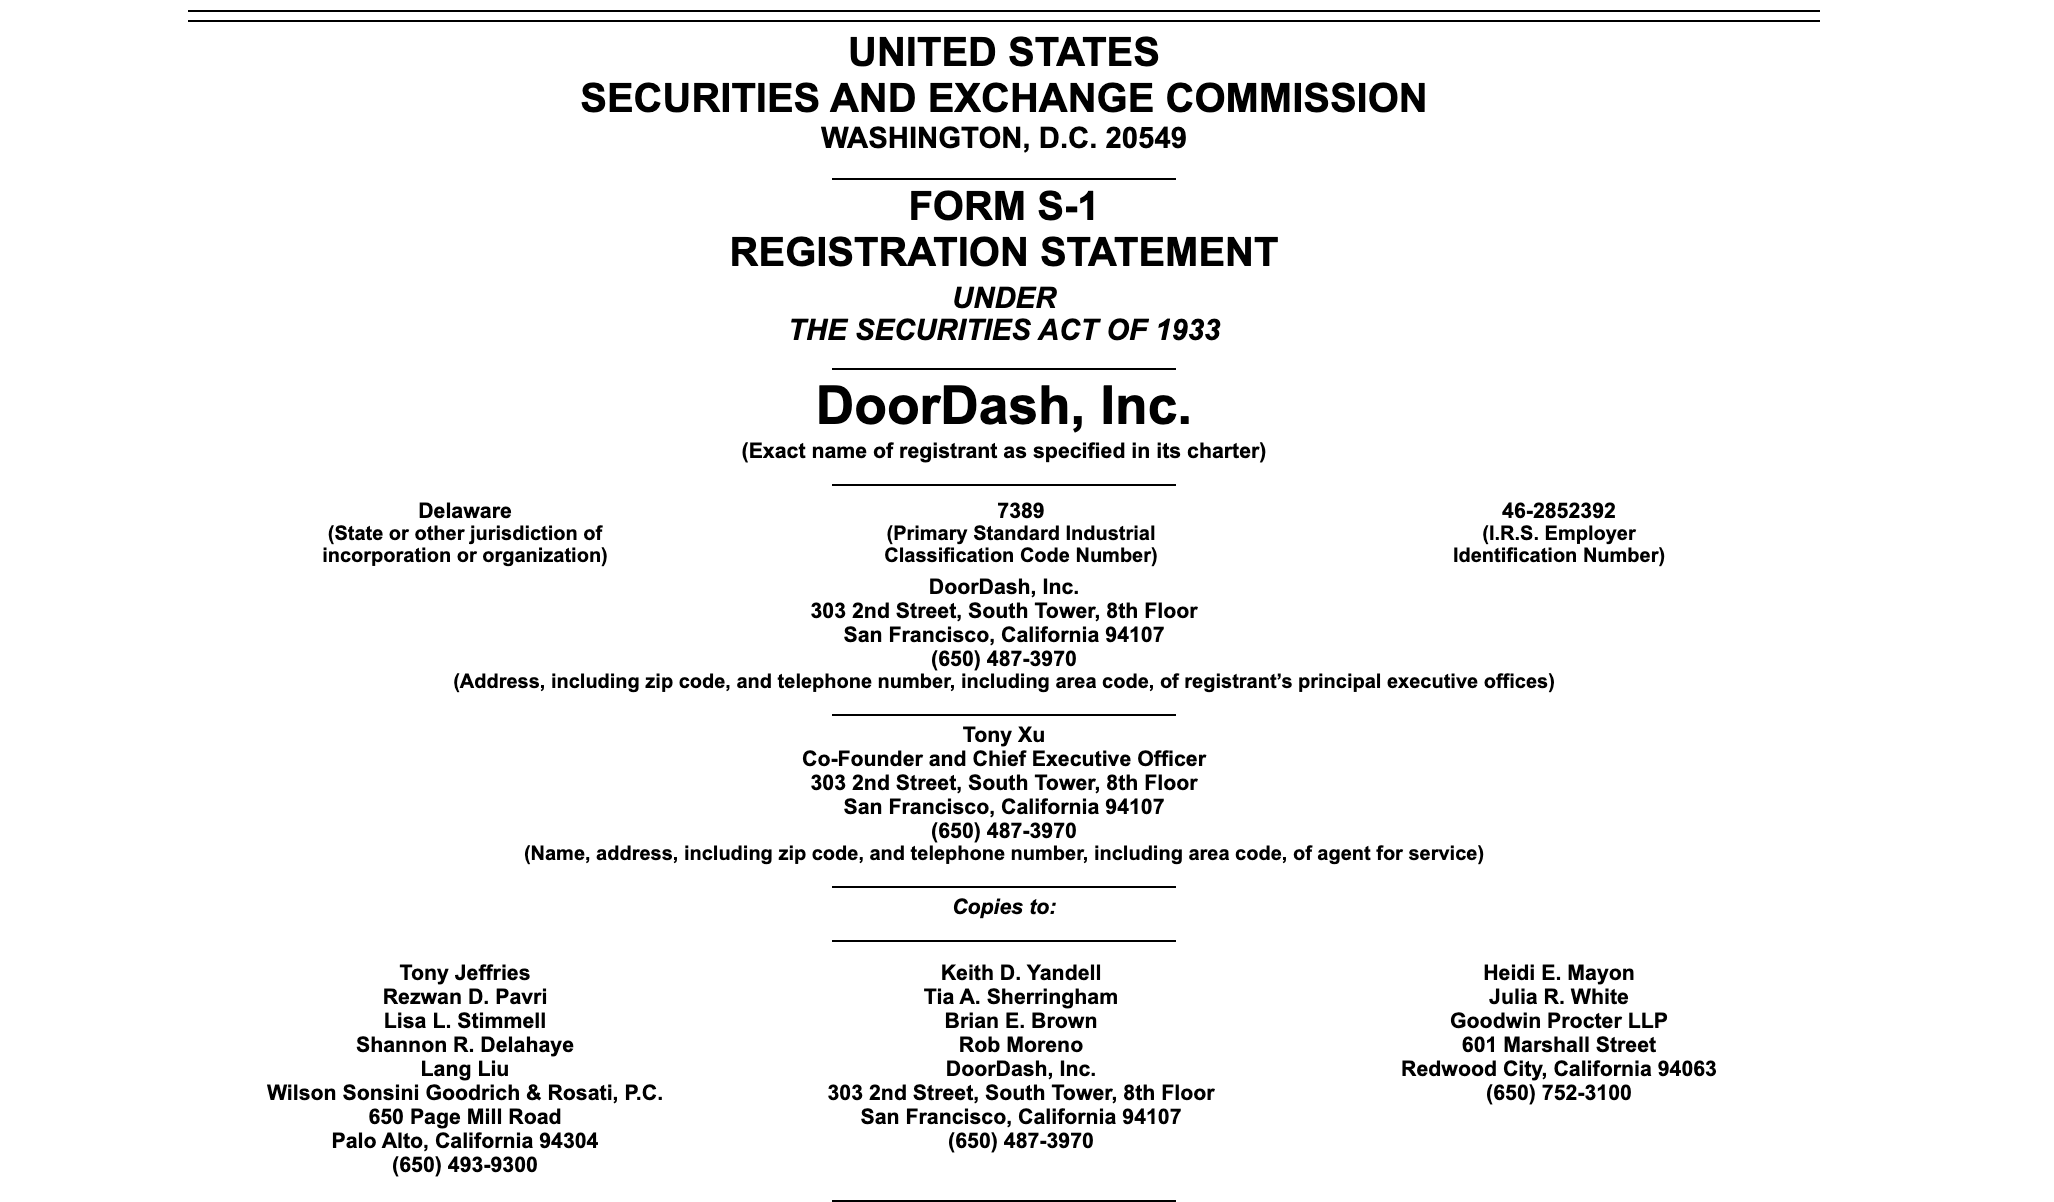 UNITED STATES
SECURITIES AND EXCHANGE COMMISSION
WASHINGTON, D.C. 20549
FORM S-1
REGISTRATION STATEMENT
UNDER
THE SECURITIES ACT OF 1933
DoorDash, Inc.
(Exact name of registrant as specified in its charter)
Delaware
(State or other jurisdiction of
incorporation or organization)
7389
(Primary Standard Industrial
Classification Code Number)
46-2852392
(I.R.S. Employer
Identification Number)
DoorDash, Inc.
303 2nd Street, South Tower, 8th Floor
San Francisco, California 94107
(650) 487-3970
(Address, including zip code, and telephone number, including area code, of registrant’s principal executive offices)
Tony Xu
Co-Founder and Chief Executive Officer
303 2nd Street, South Tower, 8th Floor
San Francisco, California 94107
(650) 487-3970
(Name, address, including zip code, and telephone number, including area code, of agent for service)
Copies to:
Tony Jeffries
Rezwan D. Pavri
Lisa L. Stimmell
Shannon R. Delahaye
Lang Liu
Wilson Sonsini Goodrich & Rosati, P.C.
650 Page Mill Road
Palo Alto, California 94304
(650) 493-9300
Keith D. Yandell
Tia A. Sherringham
Brian E. Brown
Rob Moreno
DoorDash, Inc.
303 2nd Street, South Tower, 8th Floor
San Francisco, California 94107
(650) 487-3970
Heidi E. Mayon
Julia R. White
Goodwin Procter LLP
601 Marshall Street
Redwood City, California 94063
(650) 752-3100